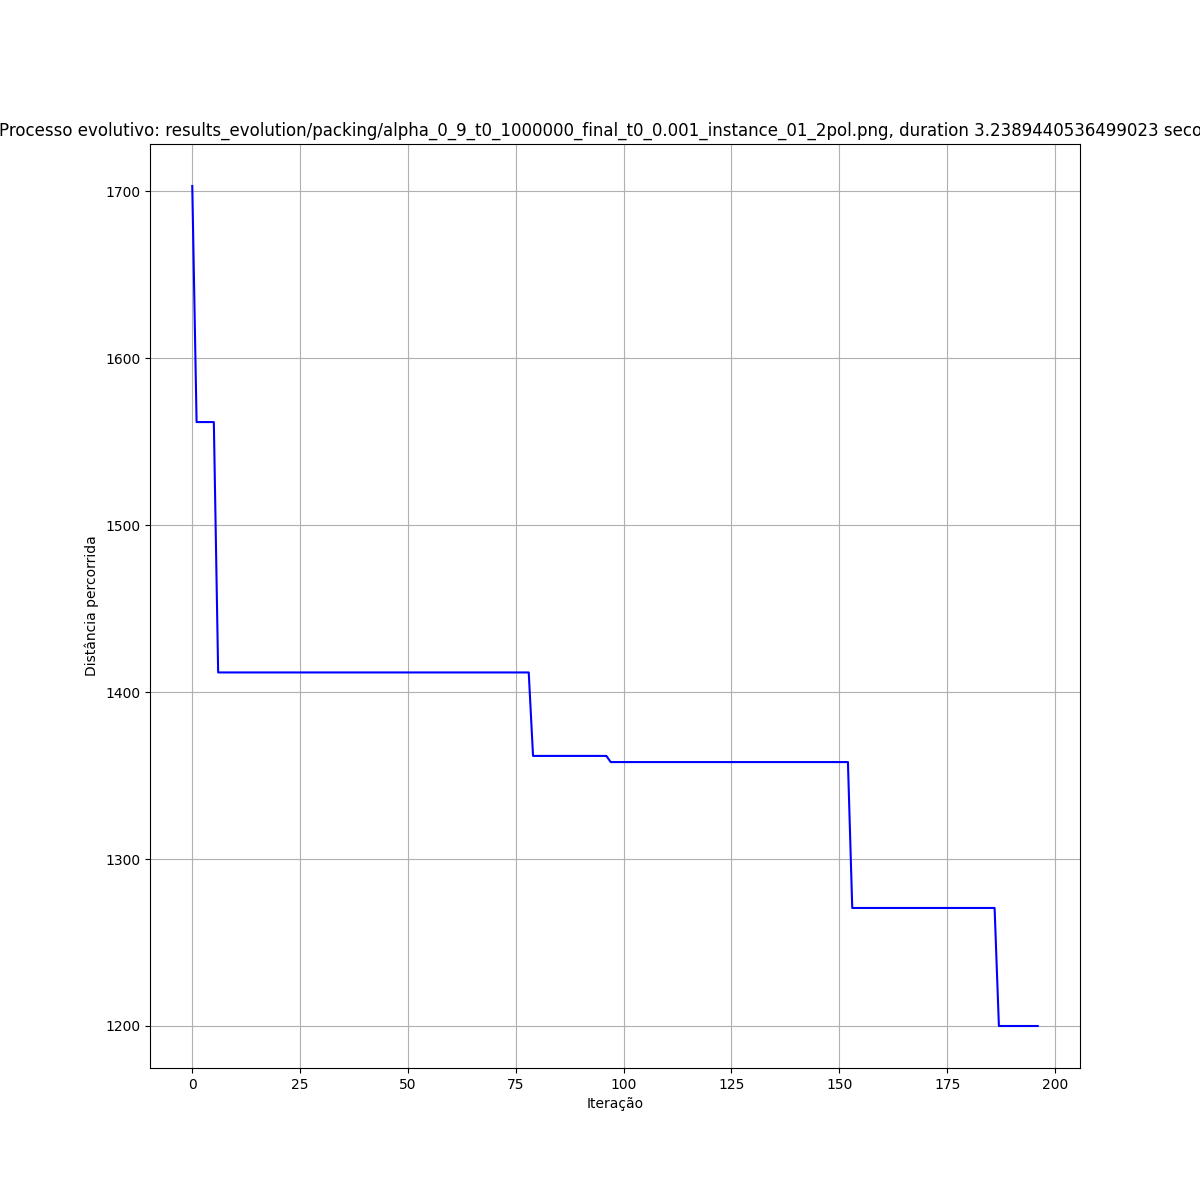 Processo evolutivo: results_evolution/packing/alpha_0_9_t0_1000000_final_t0_0.001_instance_01_2pol.png, duration 3.2389440536499023 seco
1700
1600
1500
1400
1300
1200
Distância percorrida
0 25 50 75 100 125 150 175 200
Iteração